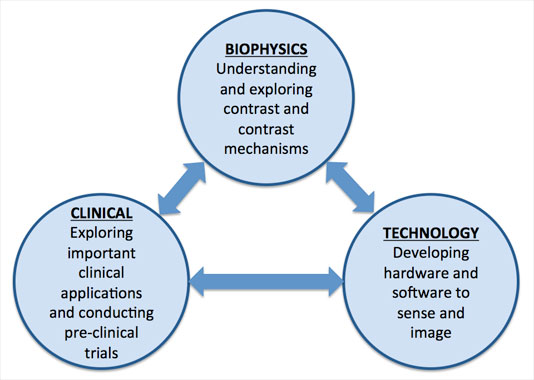 BIOPHYSICS
Understanding
and exploring
contrast and
contrast
mechanisms
CLINICAL
Exploring
important
clinical
applications
and conducting
pre-clinical
trials
TECHNOLOGY
Developing
hardware and
software to
sense and
image